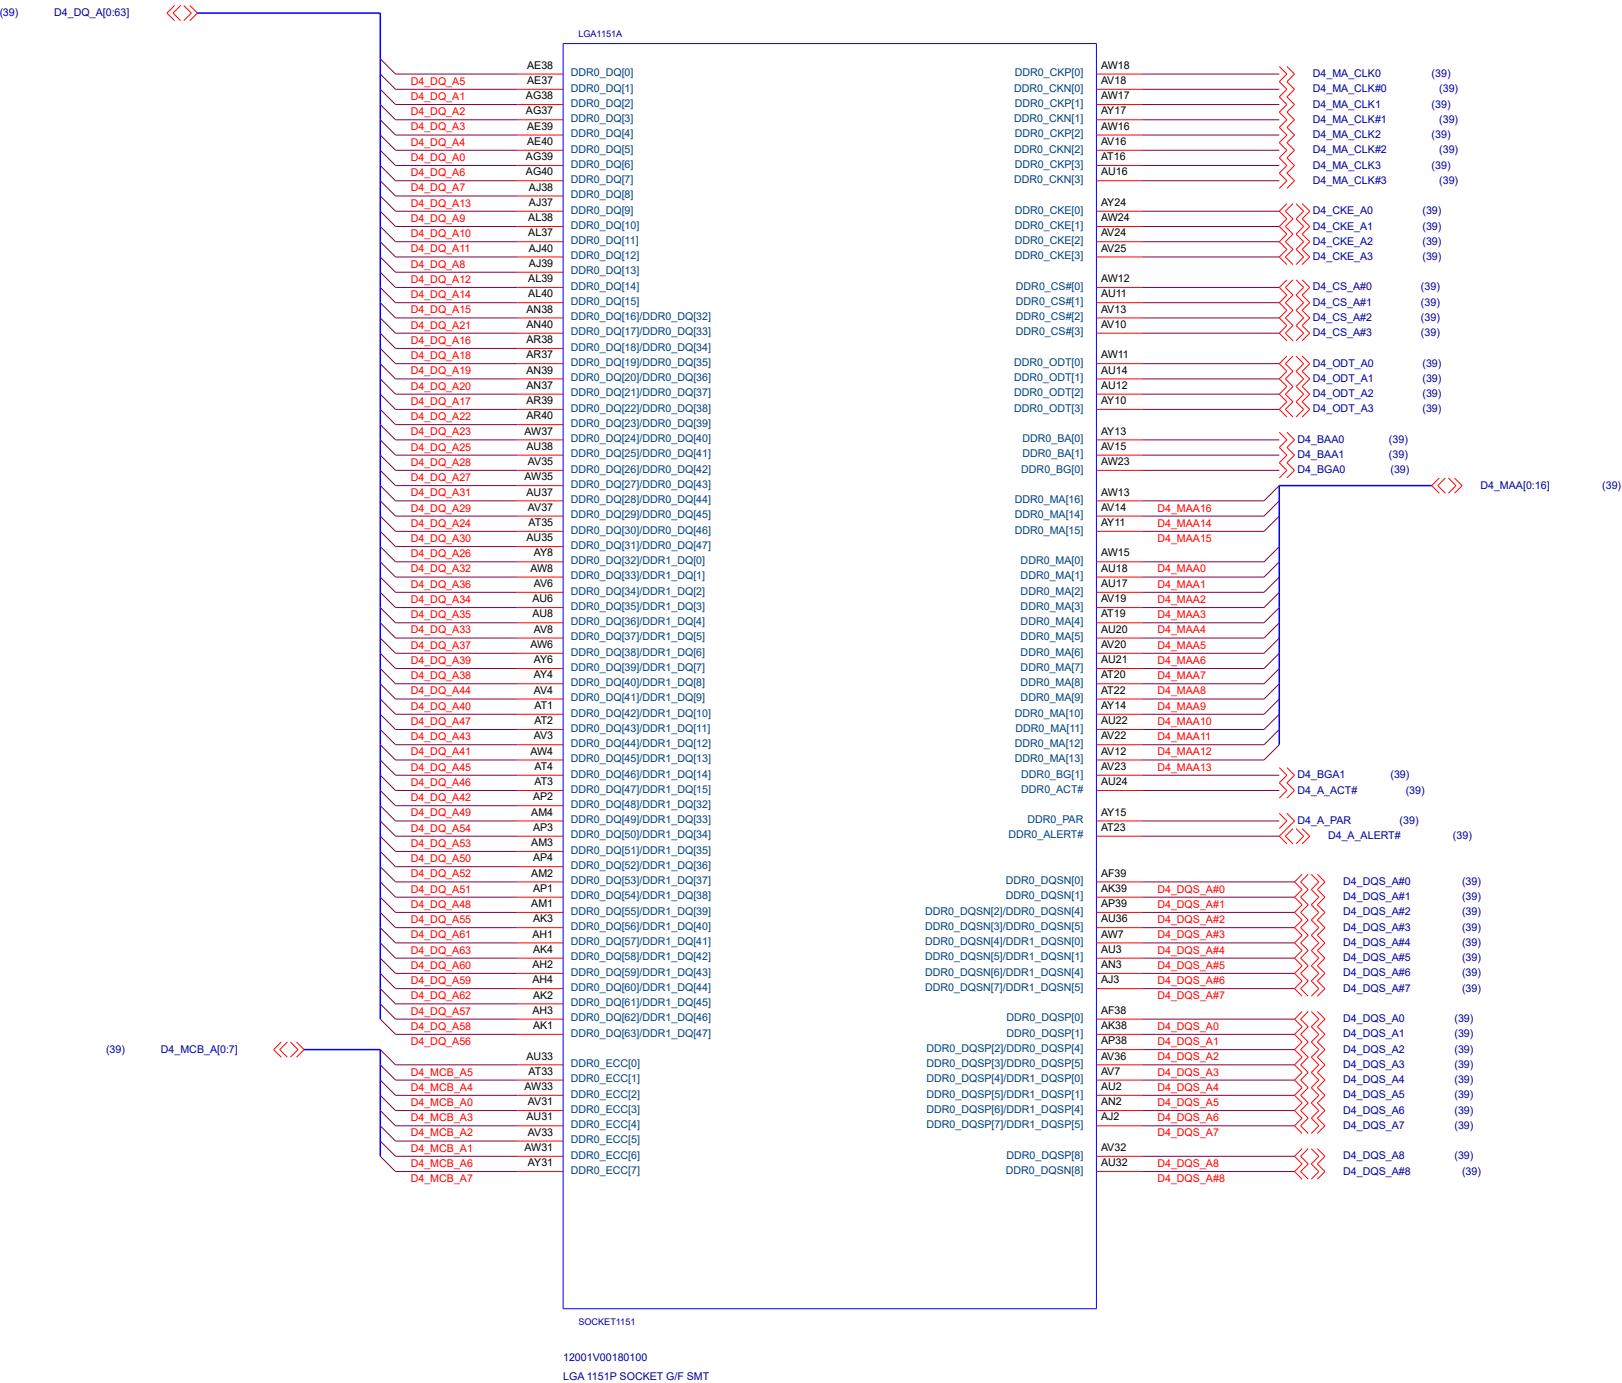 (39) D4_DQ_A[0:63]
LGA1151A
AE38 DDR0_DQ[0] DDR0_CKP[0] AW18 D4_MA_CLK0 (39)
D4_DQ_A5 AE37 DDR0_DQ[1] DDR0_CKN[0] AV18 D4_MA_CLK#0 (39)
D4_DQ_A1 AG38 DDR0_DQ[2] DDR0_CKP[1] AW17 D4_MA_CLK1 (39)
D4_DQ_A2 AG37 DDR0_DQ[3] DDR0_CKN[1] AY17 D4_MA_CLK#1 (39)
D4_DQ_A3 AE39 DDR0_DQ[4] DDR0_CKP[2] AW16 D4_MA_CLK2 (39)
D4_DQ_A4 AE40 DDR0_DQ[5] DDR0_CKN[2] AV16 D4_MA_CLK#2 (39)
D4_DQ_A0 AG39 DDR0_DQ[6] DDR0_CKP[3] AT16 D4_MA_CLK3 (39)
D4_DQ_A6 AG40 DDR0_DQ[7] DDR0_CKN[3] AU16 D4_MA_CLK#3 (39)
D4_DQ_A7 AJ38 DDR0_DQ[8]
D4_DQ_A13 AJ37 DDR0_DQ[9] DDR0_CKE[0] AY24 D4_CKE_A0 (39)
D4_DQ_A9 AL38 DDR0_DQ[10] DDR0_CKE[1] AW24 D4_CKE_A1 (39)
D4_DQ_A10 AL37 DDR0_DQ[11] DDR0_CKE[2] AV24 D4_CKE_A2 (39)
D4_DQ_A11 AJ40 DDR0_DQ[12] DDR0_CKE[3] AV25 D4_CKE_A3 (39)
D4_DQ_A8 AJ39 DDR0_DQ[13]
D4_DQ_A12 AL39 DDR0_DQ[14] DDR0_CS#[0] AW12 D4_CS_A#0 (39)
D4_DQ_A14 AL40 DDR0_DQ[15] DDR0_CS#[1] AU11 D4_CS_A#1 (39)
D4_DQ_A15 AN38 DDR0_DQ[16]/DDR0_DQ[32] DDR0_CS#[2] AV13 D4_CS_A#2 (39)
D4_DQ_A21 AN40 DDR0_DQ[17]/DDR0_DQ[33] DDR0_CS#[3] AV10 D4_CS_A#3 (39)
D4_DQ_A16 AR38 DDR0_DQ[18]/DDR0_DQ[34]
D4_DQ_A18 AR37 DDR0_DQ[19]/DDR0_DQ[35] DDR0_ODT[0] AW11 D4_ODT_A0 (39)
D4_DQ_A19 AN39 DDR0_DQ[20]/DDR0_DQ[36] DDR0_ODT[1] AU14 D4_ODT_A1 (39)
D4_DQ_A20 AN37 DDR0_DQ[21]/DDR0_DQ[37] DDR0_ODT[2] AU12 D4_ODT_A2 (39)
D4_DQ_A17 AR39 DDR0_DQ[22]/DDR0_DQ[38] DDR0_ODT[3] AY10 D4_ODT_A3 (39)
D4_DQ_A22 AR40 DDR0_DQ[23]/DDR0_DQ[39]
D4_DQ_A23 AW37 DDR0_DQ[24]/DDR0_DQ[40] DDR0_BA[0] AY13 D4_BAA0 (39)
D4_DQ_A25 AU38 DDR0_DQ[25]/DDR0_DQ[41] DDR0_BA[1] AV15 D4_BAA1 (39)
D4_DQ_A28 AV35 DDR0_DQ[26]/DDR0_DQ[42] DDR0_BG[0] AW23 D4_BGA0 (39)
D4_DQ_A27 AW35 DDR0_DQ[27]/DDR0_DQ[43] D4_MAA[0:16] (39)
D4_DQ_A31 AU37 DDR0_DQ[28]/DDR0_DQ[44] DDR0_MA[16] AW13
D4_DQ_A29 AV37 DDR0_DQ[29]/DDR0_DQ[45] DDR0_MA[14] AV14 D4_MAA16
D4_DQ_A24 AT35 DDR0_DQ[30]/DDR0_DQ[46] DDR0_MA[15] AY11 D4_MAA14
D4_DQ_A30 AU35 DDR0_DQ[31]/DDR0_DQ[47] D4_MAA15
D4_DQ_A26 AY8 DDR0_DQ[32]/DDR1_DQ[0] DDR0_MA[0] AW15
D4_DQ_A32 AW8 DDR0_DQ[33]/DDR1_DQ[1] DDR0_MA[1] AU18 D4_MAA0
D4_DQ_A36 AV6 DDR0_DQ[34]/DDR1_DQ[2] DDR0_MA[2] AU17 D4_MAA1
D4_DQ_A34 AU6 DDR0_DQ[35]/DDR1_DQ[3] DDR0_MA[3] AV19 D4_MAA2
D4_DQ_A35 AU8 DDR0_DQ[36]/DDR1_DQ[4] DDR0_MA[4] AT19 D4_MAA3
D4_DQ_A33 AV8 DDR0_DQ[37]/DDR1_DQ[5] DDR0_MA[5] AU20 D4_MAA4
D4_DQ_A37 AW6 DDR0_DQ[38]/DDR1_DQ[6] DDR0_MA[6] AV20 D4_MAA5
D4_DQ_A39 AY6 DDR0_DQ[39]/DDR1_DQ[7] DDR0_MA[7] AU21 D4_MAA6
D4_DQ_A38 AY4 DDR0_DQ[40]/DDR1_DQ[8] DDR0_MA[8] AT20 D4_MAA7
D4_DQ_A44 AV4 DDR0_DQ[41]/DDR1_DQ[9] DDR0_MA[9] AT22 D4_MAA8
D4_DQ_A40 AT1 DDR0_DQ[42]/DDR1_DQ[10] DDR0_MA[10] AY14 D4_MAA9
D4_DQ_A47 AT2 DDR0_DQ[43]/DDR1_DQ[11] DDR0_MA[11] AU22 D4_MAA10
D4_DQ_A43 AV3 DDR0_DQ[44]/DDR1_DQ[12] DDR0_MA[12] AV22 D4_MAA11
D4_DQ_A41 AW4 DDR0_DQ[45]/DDR1_DQ[13] DDR0_MA[13] AV12 D4_MAA12
D4_DQ_A45 AT4 DDR0_DQ[46]/DDR1_DQ[14] DDR0_BG[1] AV23 D4_MAA13 D4_BGA1 (39)
D4_DQ_A46 AT3 DDR0_DQ[47]/DDR1_DQ[15] DDR0_ACT# AU24 D4_A_ACT# (39)
D4_DQ_A42 AP2 DDR0_DQ[48]/DDR1_DQ[32]
D4_DQ_A49 AM4 DDR0_DQ[49]/DDR1_DQ[33] DDR0_PAR AY15 D4_A_PAR (39)
D4_DQ_A54 AP3 DDR0_DQ[50]/DDR1_DQ[34] DDR0_ALERT# AT23 D4_A_ALERT# (39)
D4_DQ_A53 AM3 DDR0_DQ[51]/DDR1_DQ[35]
D4_DQ_A50 AP4 DDR0_DQ[52]/DDR1_DQ[36]
D4_DQ_A52 AM2 DDR0_DQ[53]/DDR1_DQ[37] DDR0_DQSN[0] AF39 D4_DQS_A#0 (39)
D4_DQ_A51 AP1 DDR0_DQ[54]/DDR1_DQ[38] DDR0_DQSN[1] AK39 D4_DQS_A#0 D4_DQS_A#1 (39)
D4_DQ_A48 AM1 DDR0_DQ[55]/DDR1_DQ[39] DDR0_DQSN[2]/DDR0_DQSN[4] AP39 D4_DQS_A#1 D4_DQS_A#2 (39)
D4_DQ_A55 AK3 DDR0_DQ[56]/DDR1_DQ[40] DDR0_DQSN[3]/DDR0_DQSN[5] AU36 D4_DQS_A#2 D4_DQS_A#3 (39)
D4_DQ_A61 AH1 DDR0_DQ[57]/DDR1_DQ[41] DDR0_DQSN[4]/DDR1_DQSN[0] AW7 D4_DQS_A#3 D4_DQS_A#4 (39)
D4_DQ_A63 AK4 DDR0_DQ[58]/DDR1_DQ[42] DDR0_DQSN[5]/DDR1_DQSN[1] AU3 D4_DQS_A#4 D4_DQS_A#5 (39)
D4_DQ_A60 AH2 DDR0_DQ[59]/DDR1_DQ[43] DDR0_DQSN[6]/DDR1_DQSN[4] AN3 D4_DQS_A#5 D4_DQS_A#6 (39)
D4_DQ_A59 AH4 DDR0_DQ[60]/DDR1_DQ[44] DDR0_DQSN[7]/DDR1_DQSN[5] AJ3 D4_DQS_A#6 D4_DQS_A#7 (39)
D4_DQ_A62 AK2 DDR0_DQ[61]/DDR1_DQ[45] D4_DQS_A#7
D4_DQ_A57 AH3 DDR0_DQ[62]/DDR1_DQ[46] DDR0_DQSP[0] AF38 D4_DQS_A0 (39)
D4_DQ_A58 AK1 DDR0_DQ[63]/DDR1_DQ[47] DDR0_DQSP[1] AK38 D4_DQS_A0 D4_DQS_A1 (39)
D4_DQ_A56
(39) D4_MCB_A[0:7] DDR0_DQSP[2]/DDR0_DQSP[4] AP38 D4_DQS_A1 D4_DQS_A2 (39)
AU33 DDR0_ECC[0] DDR0_DQSP[3]/DDR0_DQSP[5] AV36 D4_DQS_A2 D4_DQS_A3 (39)
D4_MCB_A5 AT33 DDR0_ECC[1] DDR0_DQSP[4]/DDR1_DQSP[0] AV7 D4_DQS_A3 D4_DQS_A4 (39)
D4_MCB_A4 AW33 DDR0_ECC[2] DDR0_DQSP[5]/DDR1_DQSP[1] AU2 D4_DQS_A4 D4_DQS_A5 (39)
D4_MCB_A0 AV31 DDR0_ECC[3] DDR0_DQSP[6]/DDR1_DQSP[4] AN2 D4_DQS_A5 D4_DQS_A6 (39)
D4_MCB_A3 AU31 DDR0_ECC[4] DDR0_DQSP[7]/DDR1_DQSP[5] AJ2 D4_DQS_A6 D4_DQS_A7 (39)
D4_MCB_A2 AV33 DDR0_ECC[5] D4_DQS_A7
D4_MCB_A1 AW31 DDR0_ECC[6] DDR0_DQSP[8] AV32 D4_DQS_A8 (39)
D4_MCB_A6 AY31 DDR0_ECC[7] DDR0_DQSN[8] AU32 D4_DQS_A8 D4_DQS_A#8 (39)
D4_MCB_A7 D4_DQS_A#8
SOCKET1151
12001V00180100
LGA 1151P SOCKET G/F SMT